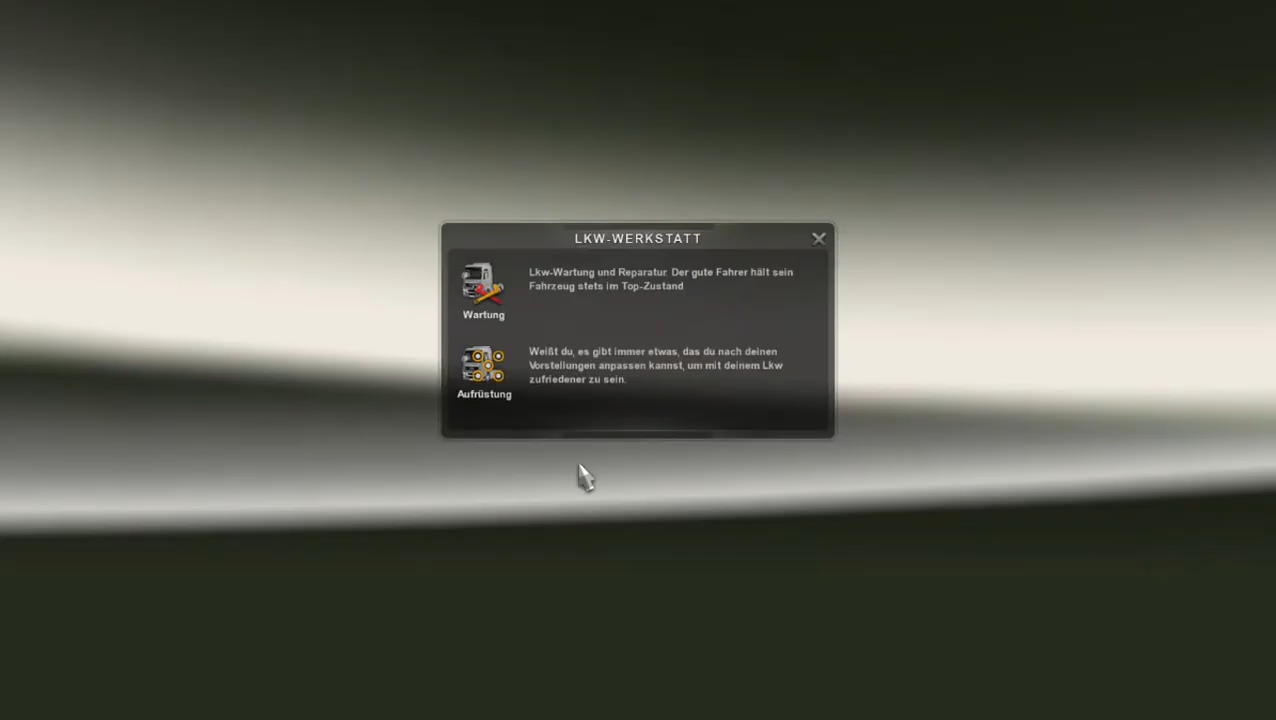 LKW-WERKSTATT
Lkw-Wartung und Reparatur. Der gute Fahrer hält sein
Fahrzeug stets im Top-Zustand
Wartung
Weißt du, es gibt immer etwas, das du nach deinen
Vorstellungen anpassen kannst, um mit deinem Lkw
zufriedener zu sein.
Aufrüstung